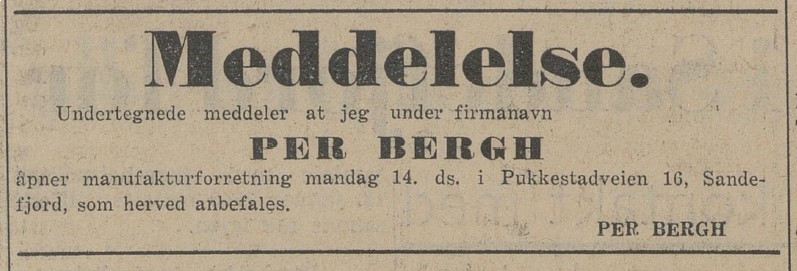 Meddelelse.
Undertegnede meddeler at jeg under firmanavn
PER BERGH
åpner manufakturforretning mandag 14. ds. i Pukkestadveien 16, Sande-
fjord, som herved anbefales.
PER BERGH